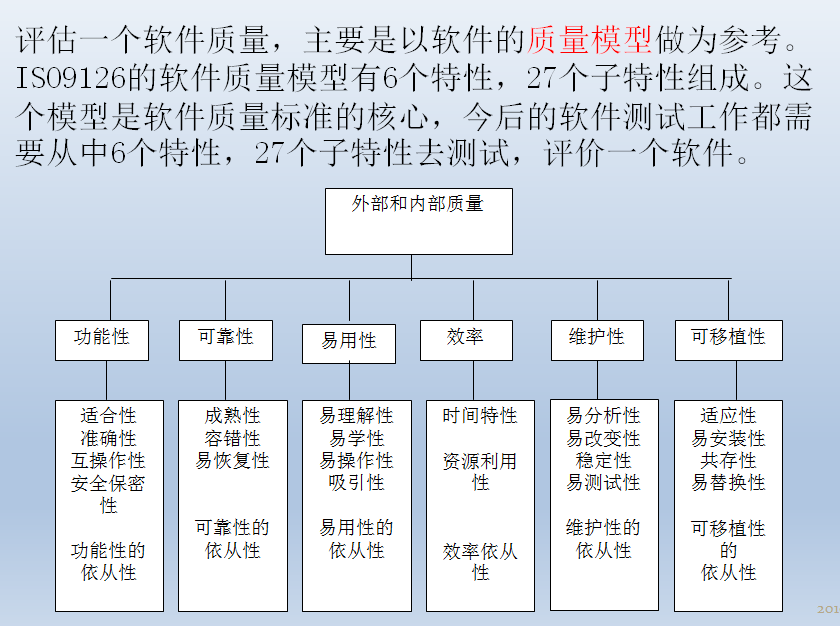 评估一个软件质量，主要是以软件的质量模型做为参考。
ISO9126的软件质量模型有6个特性，27个子特性组成。这
个模型是软件质量标准的核心，今后的软件测试工作都需
要从中6个特性，27个子特性去测试，评价一个软件。
外部和内部质量
功能性
可靠性
易用性
效率
维护性
可移植性
适合性
准确性
互操作性
安全保密
性
功能性的
依从性
成熟性
容错性
易恢复性
可靠性的
依从性
易理解性
易学性
易操作性
吸引性
易用性的
依从性
时间特性
资源利用
性
效率依从
性
易分析性
易改变性
稳定性
易测试性
维护性的
依从性
适应性
易安装性
共存性
易替换性
可移植性
的
依从性